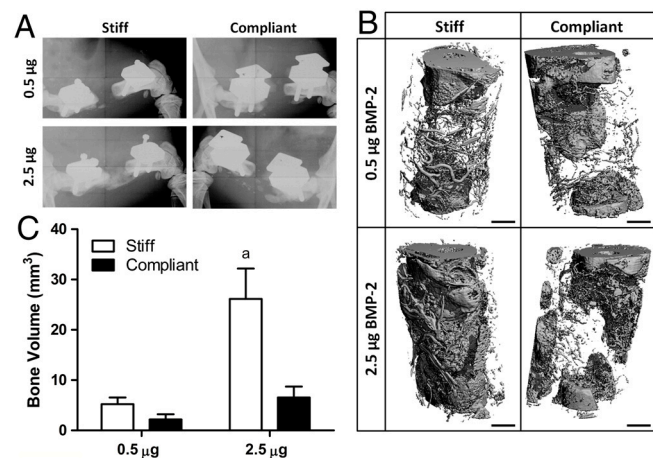 A
Stiff
Compliant
0.5 µg
2.5 µg
B
Stiff
Compliant
0.5 µg BMP-2
2.5 µg BMP-2
C
Bone Volume (mm³)
40
30
20
10
0
Stiff
Compliant
a
0.5 µg
2.5 µg